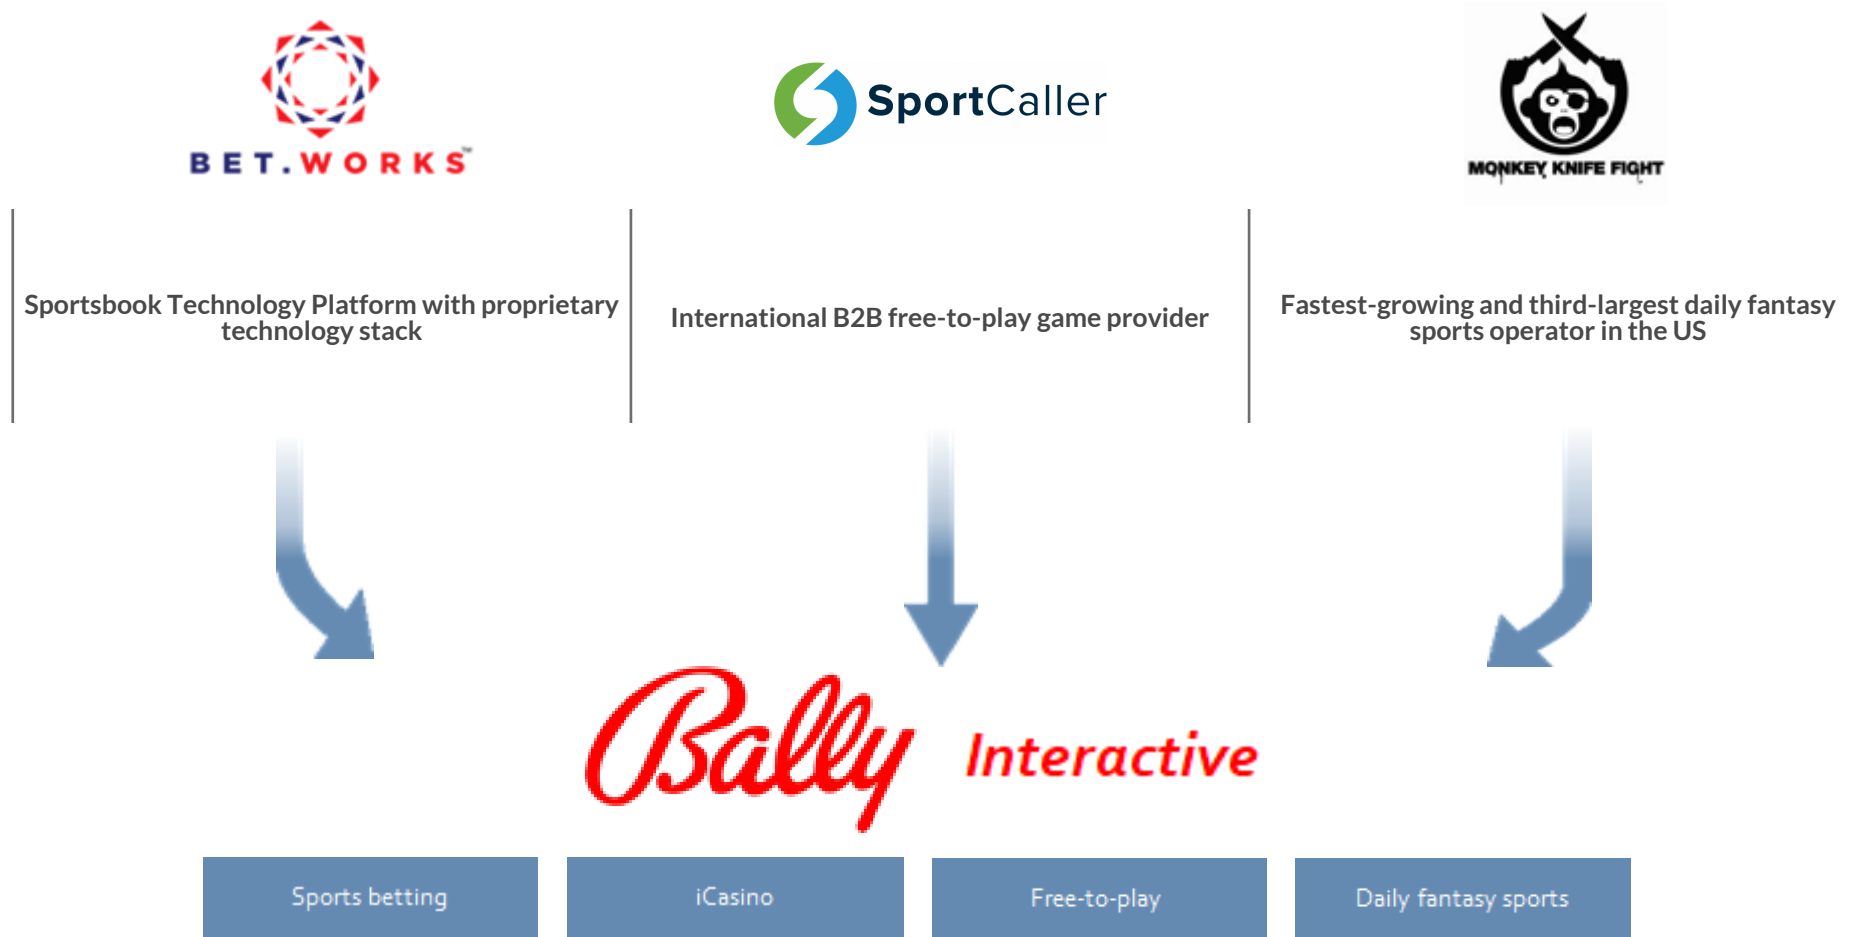 BET.WORKS™
SportCaller
MONKEY KNIFE FIGHT
Sportsbook Technology Platform with proprietary
technology stack
International B2B free-to-play game provider
Fastest-growing and third-largest daily fantasy
sports operator in the US
Bally Interactive
Sports betting
iCasino
Free-to-play
Daily fantasy sports